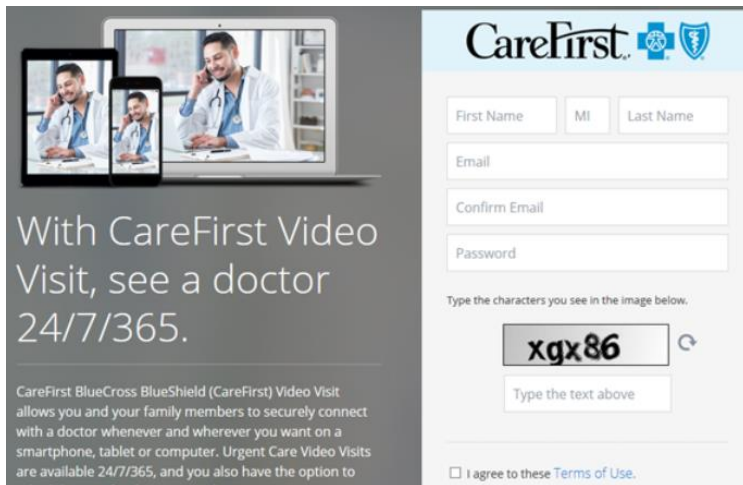 CareFirst
First Name MI Last Name
Email
Confirm Email
Password
Type the characters you see in the image below.
xgx86
Type the text above
I agree to these Terms of Use.
With CareFirst Video
Visit, see a doctor
24/7/365.
CareFirst BlueCross BlueShield (CareFirst) Video Visit
allows you and your family members to securely connect
with a doctor whenever and wherever you want on a
smartphone, tablet or computer. Urgent Care Video Visits
are available 24/7/365, and you also have the option to